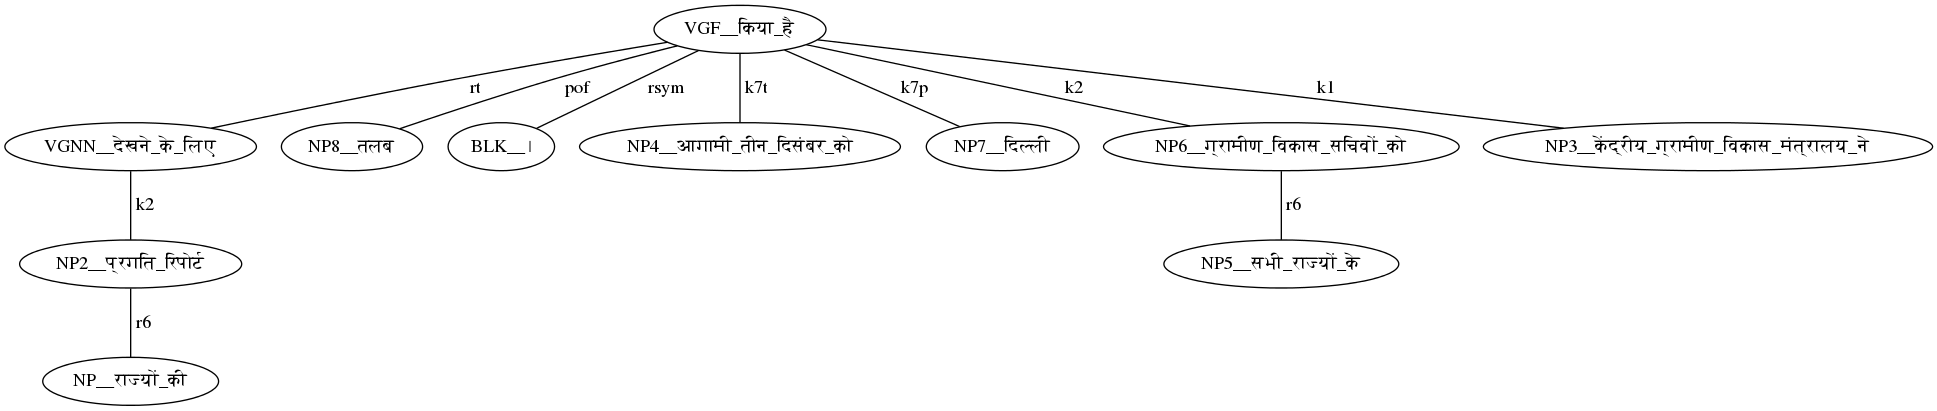 VGF__किया_है
rt pof rsym k7t k7p k2 k1
VGNN__देखने_के_लिए NP8__तलब BLK__। NP4__आगामी_तीन_दिसंबर_को NP7__दिल्ली NP6__ग्रामीण_विकास_सचिवों_को NP3__केंद्रीय_ग्रामीण_विकास_मंत्रालय_ने
k2 r6
NP2__प्रगति_रिपोर्ट NP5__सभी_राज्यों_के
r6
NP__राज्यों_की